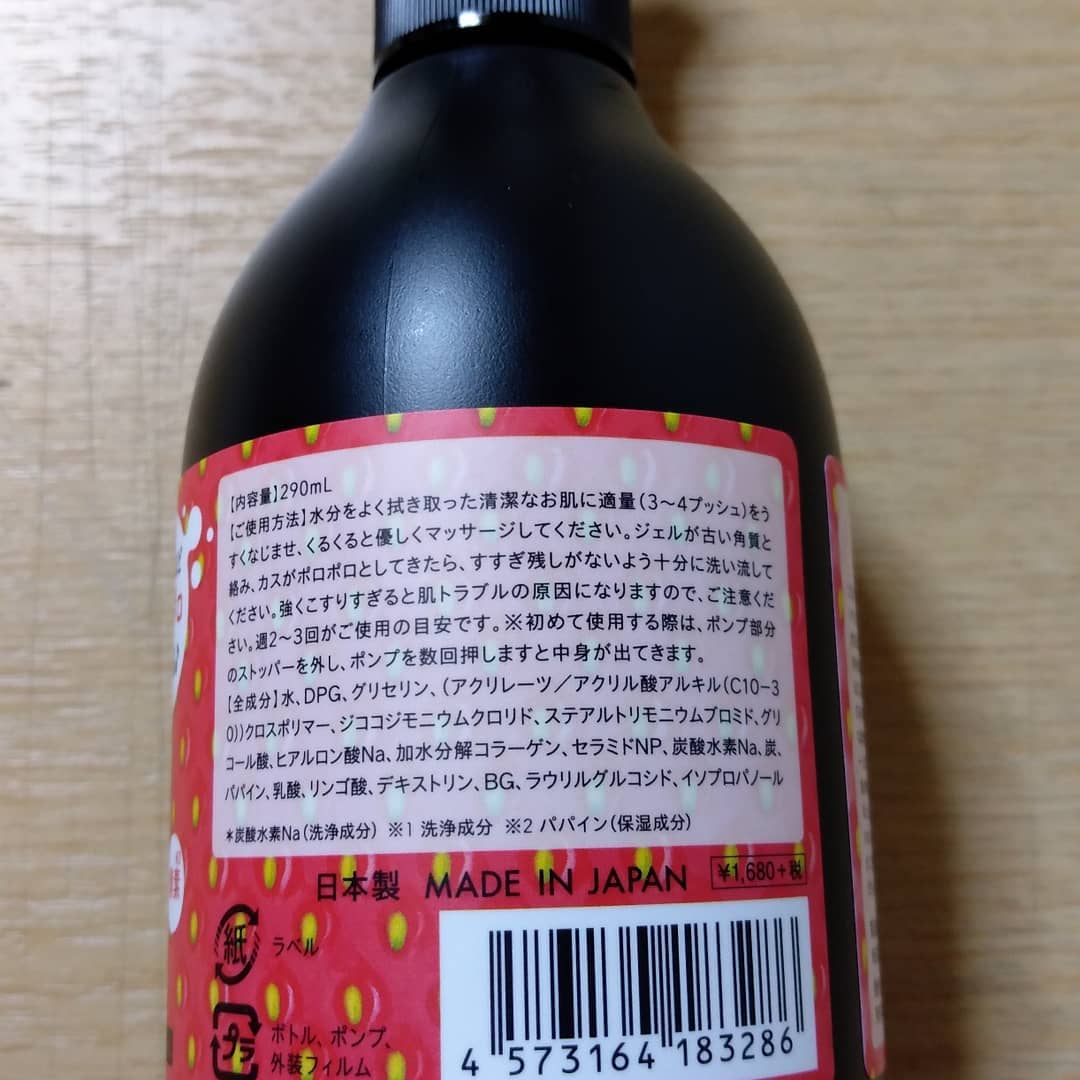 【内容量】290mL
【ご使用方法】水分をよく拭き取った清潔なお肌に適量(3〜4プッシュ)をう
すくなじませ、くるくると優しくマッサージしてください。ジェルが古い角質と
絡み、カスがポロポロとしてきたら、すすぎ残しがないよう十分に洗い流して
ください。強くこすりすぎると肌トラブルの原因になりますので、ご注意くだ
さい。週2〜3回がご使用の目安です。※初めて使用する際は、ポンプ部分
のストッパーを外し、ポンプを数回押しますと中身が出てきます。
【全成分】水、DPG、グリセリン、(アクリレーツ/アクリル酸アルキル(C10-3
0))クロスポリマー、ジココジモニウムクロリド、ステアルトリモニウムブロミド、グリ
コール酸、ヒアルロン酸Na、加水分解コラーゲン、セラミドNP、炭酸水素Na、炭、
パパイン、乳酸、リンゴ酸、デキストリン、BG、ラウリルグルコシド、イソプロパノール
*炭酸水素Na(洗浄成分) ※1 洗浄成分 ※2 パパイン(保湿成分)
日本製 MADE IN JAPAN ¥1,680+税
紙 ラベル
プラ ボトル、ポンプ、
外装フィルム
4 573164 183286